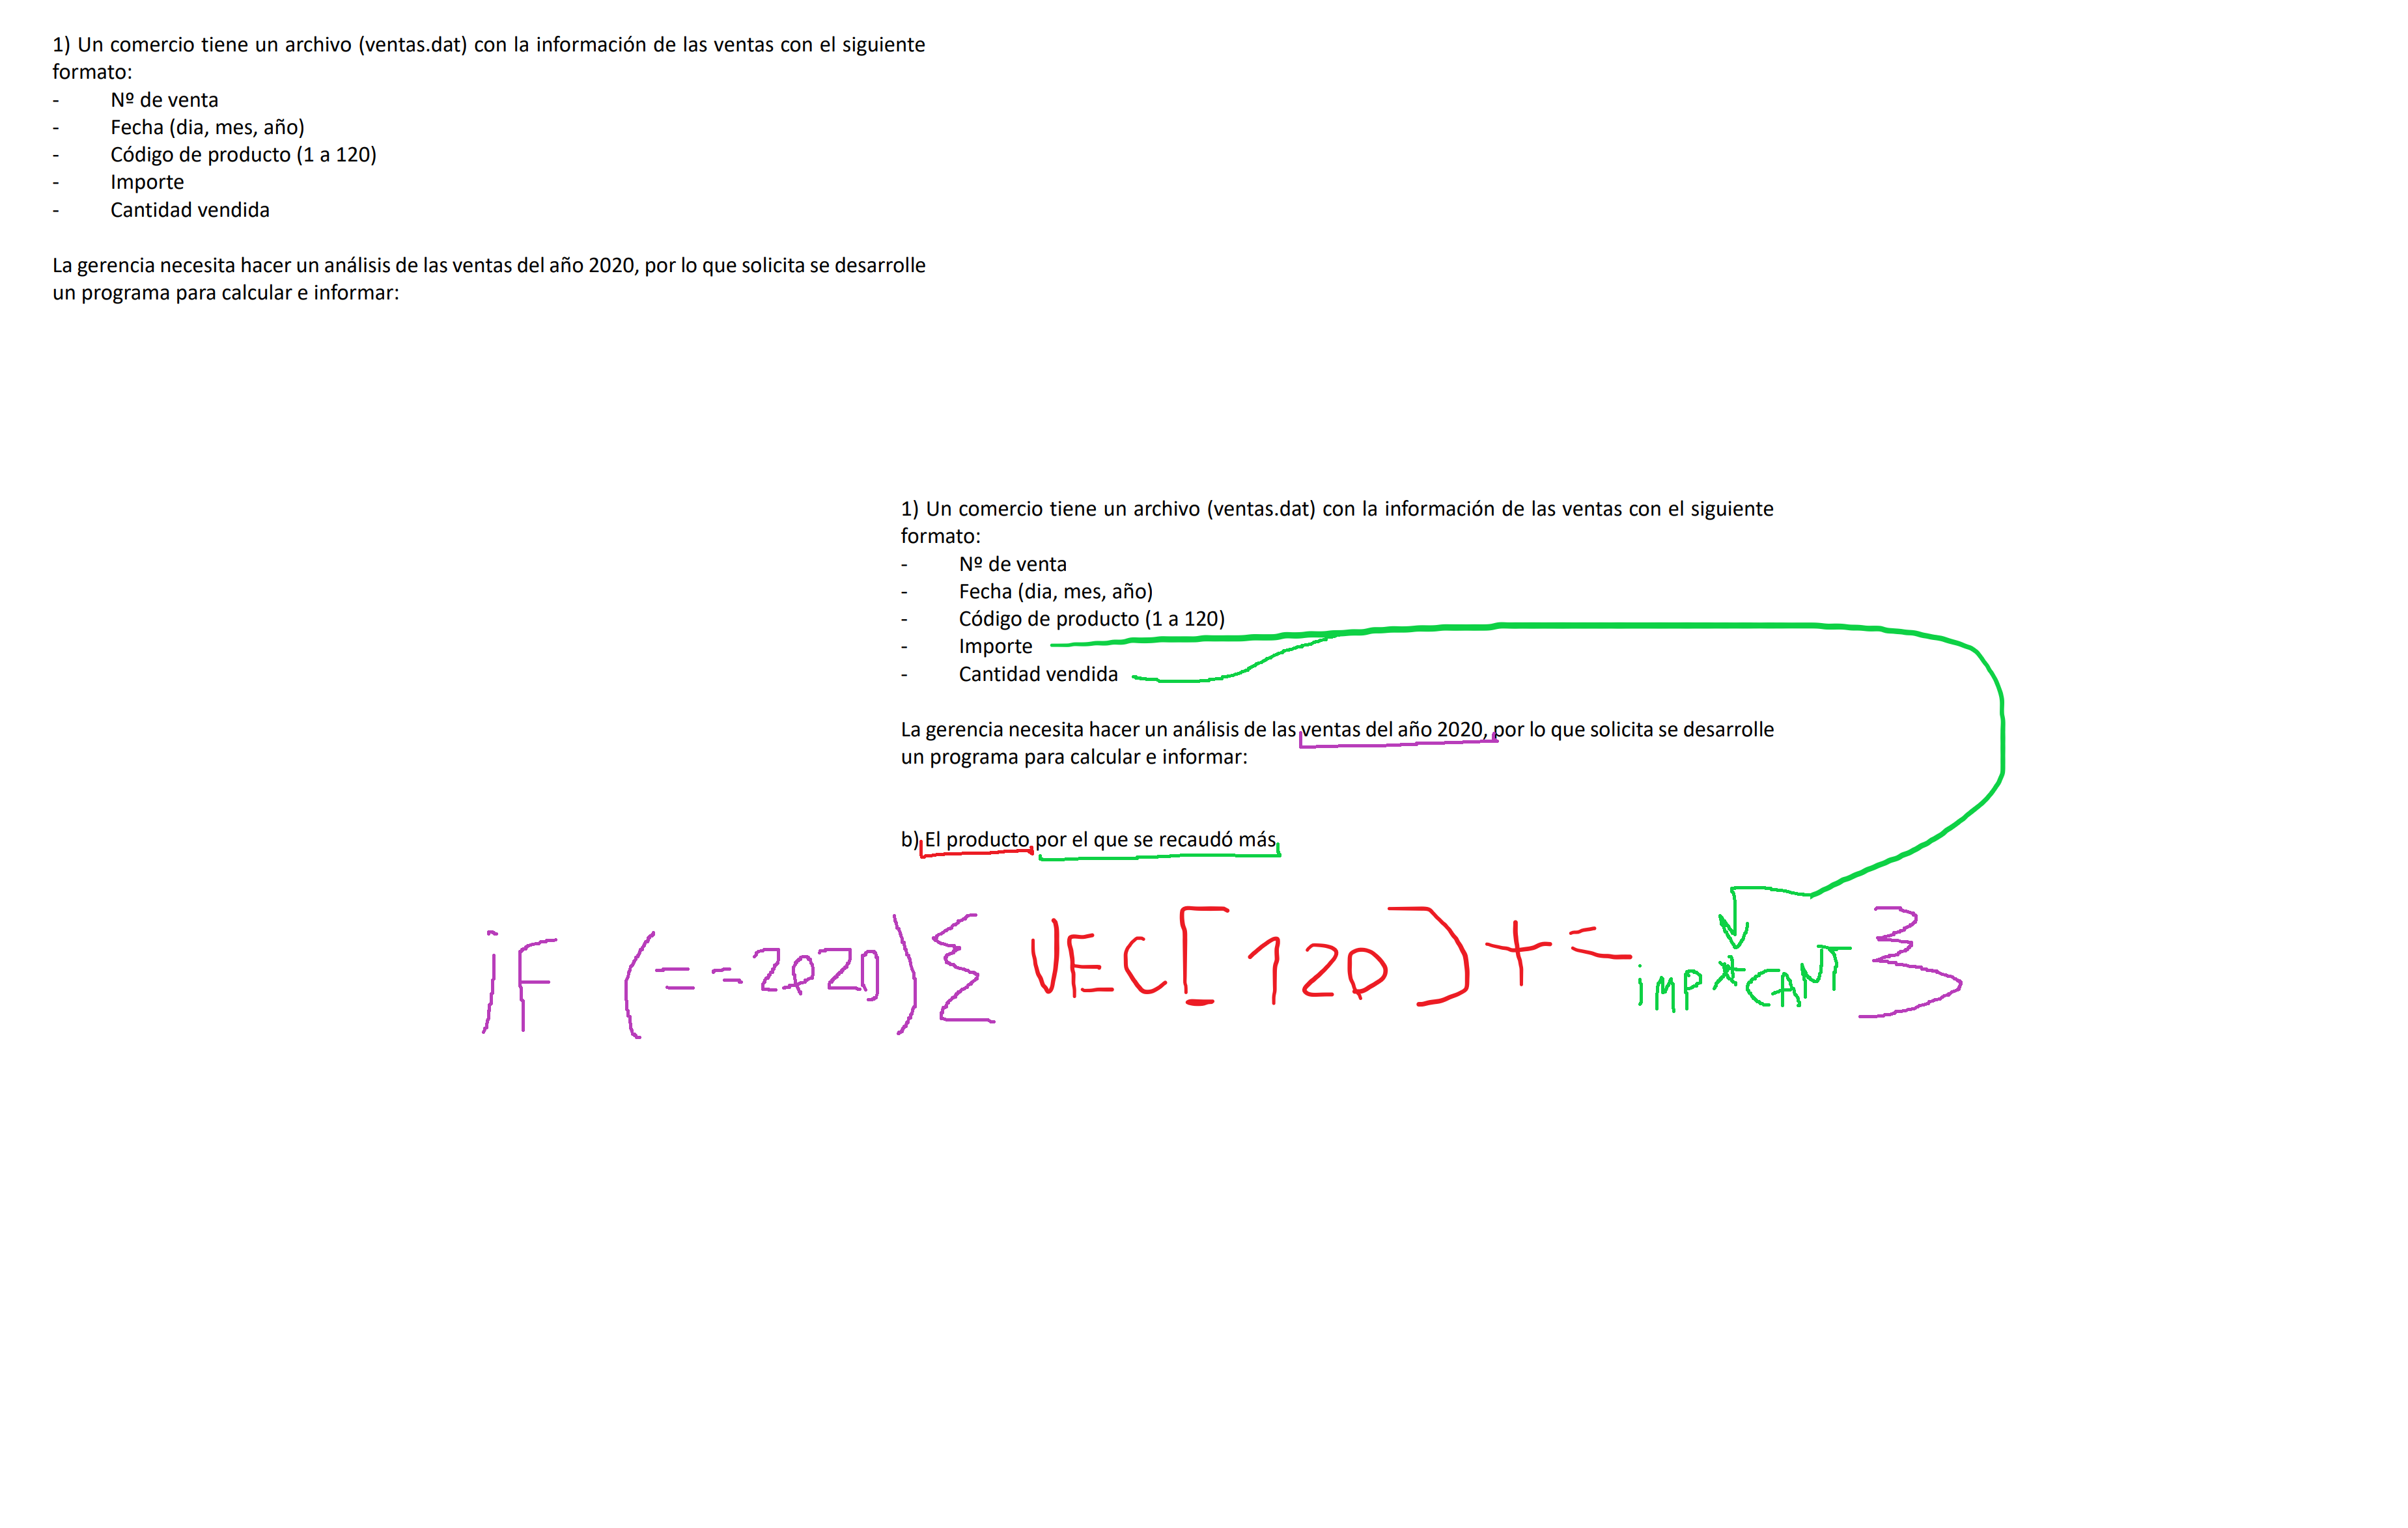 1) Un comercio tiene un archivo (ventas.dat) con la información de las ventas con el siguiente
formato:
- Nº de venta
- Fecha (dia, mes, año)
- Código de producto (1 a 120)
- Importe
- Cantidad vendida
La gerencia necesita hacer un análisis de las ventas del año 2020, por lo que solicita se desarrolle
un programa para calcular e informar:
1) Un comercio tiene un archivo (ventas.dat) con la información de las ventas con el siguiente
formato:
- Nº de venta
- Fecha (dia, mes, año)
- Código de producto (1 a 120)
- Importe
- Cantidad vendida
La gerencia necesita hacer un análisis de las ventas del año 2020, por lo que solicita se desarrolle
un programa para calcular e informar:
b) El producto por el que se recaudó más
iF (==2020){ VEC[120]+= iMP*CANT }